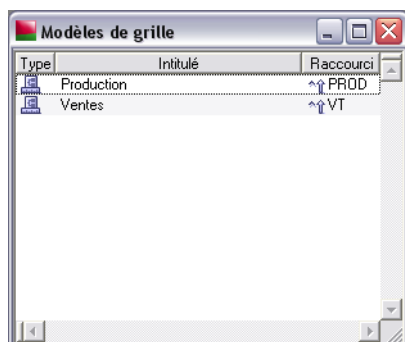 Modèles de grille
Type Intitulé Raccourci
Production PROD
Ventes VT